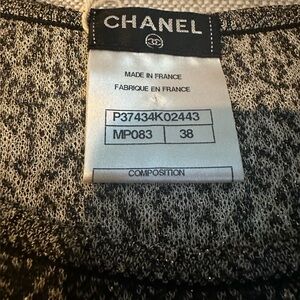 CHANEL
MADE IN FRANCE
FABRIQUE EN FRANCE
P37434K02443
MP083 38
COMPOSITION